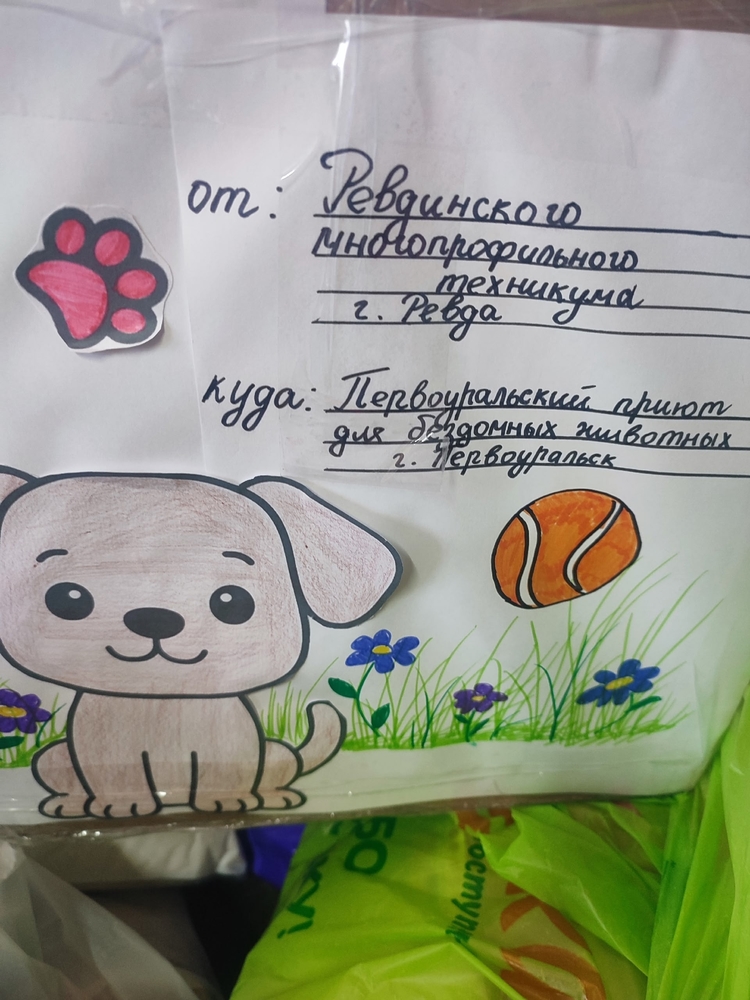 от: Ревдинского
многопрофильного
техникума
г. Ревда
куда: Первоуральский приют
для бездомных животных
г. Первоуральск